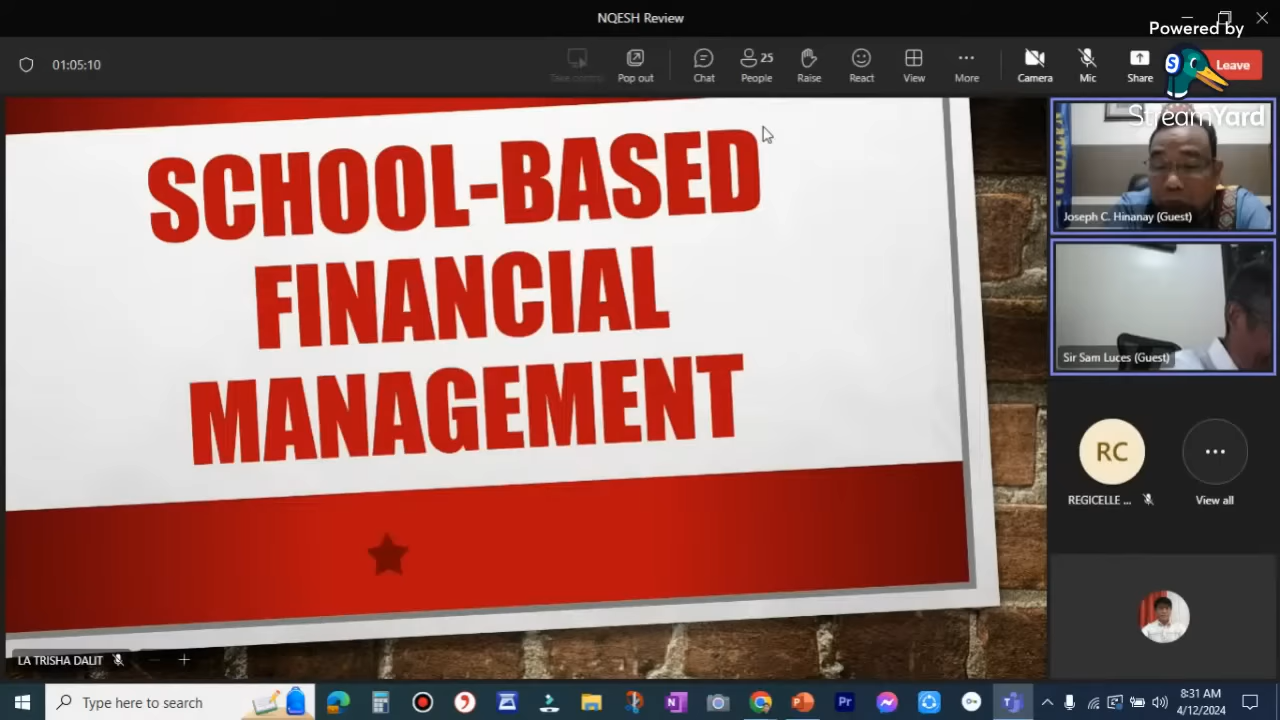 NQESH Review
Powered by
StreamYard
01:05:10
Take control
Pop out
Chat
25
People
Raise
React
View
More
Camera
Mic
Share
Leave
SCHOOL-BASED
FINANCIAL
MANAGEMENT
Joseph C. Hinanay (Guest)
Sir Sam Luces (Guest)
RC
REGICELLE ...
View all
LA TRISHA DALIT
Type here to search
8:31 AM
4/12/2024